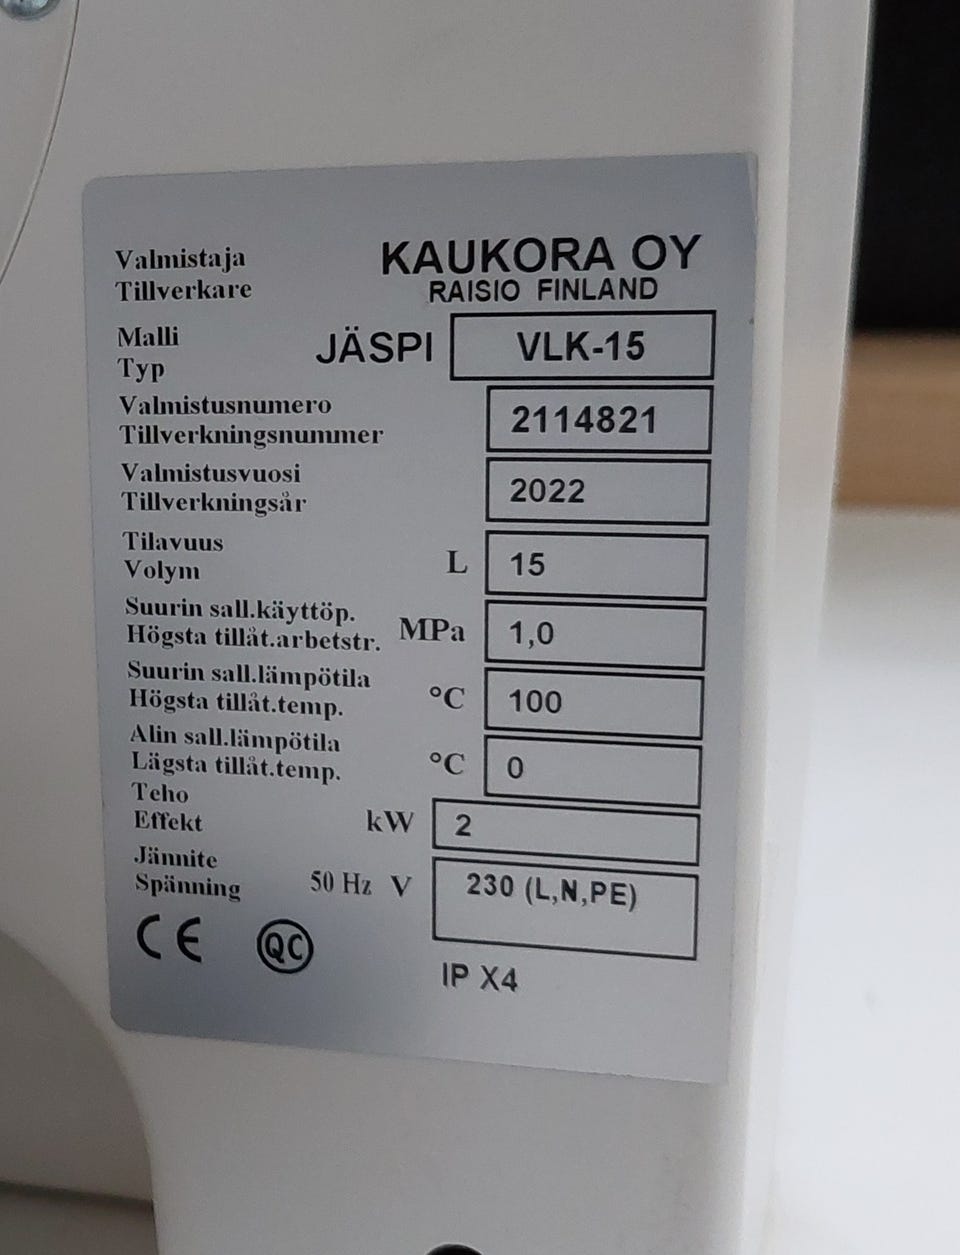 Valmistaja KAUKORA OY
Tillverkare RAISIO FINLAND
Malli
Typ JÄSPI VLK-15
Valmistusnumero
Tillverkningsnummer 2114821
Valmistusvuosi
Tillverkningsår 2022
Tilavuus
Volym L 15
Suurin sall.käyttöp.
Högsta tillåt.arbetstr. MPa 1,0
Suurin sall.lämpötila
Högsta tillåt.temp. °C 100
Alin sall.lämpötila
Lägsta tillåt.temp. °C 0
Teho
Effekt kW 2
Jännite
Spänning 50 Hz V 230 (L,N,PE)
CE QC
IP X4